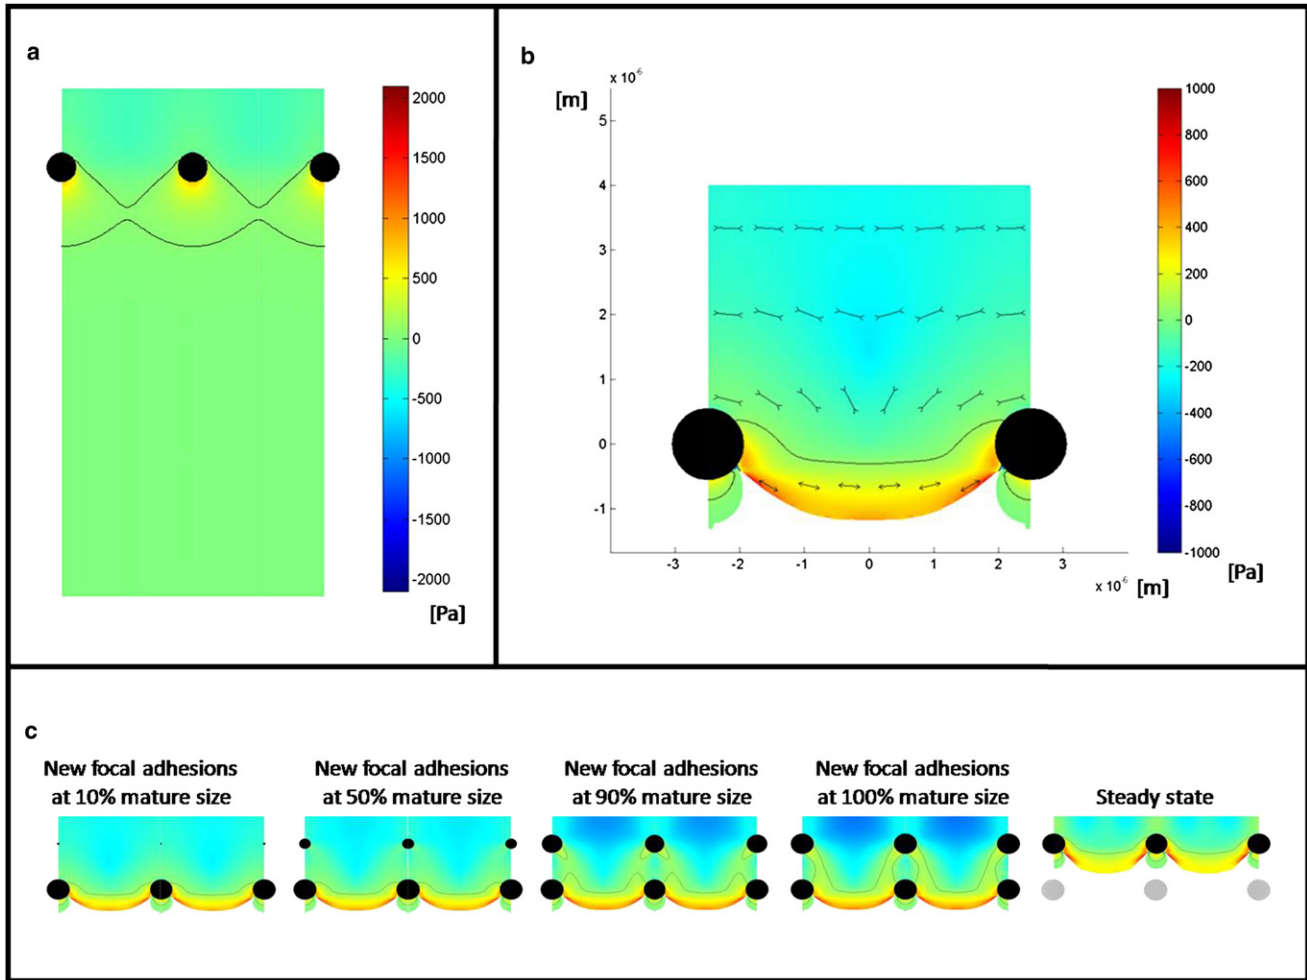 a
2000
1500
1000
500
0
-500
-1000
-1500
-2000
[Pa]
b
x 10⁻⁶
[m]
5
4
3
2
1
0
-1
-3
-2
-1
0
1
2
3
x 10⁻⁶ [m]
1000
800
600
400
200
0
-200
-400
-600
-800
-1000
[Pa]
c
New focal adhesions
at 10% mature size
New focal adhesions
at 50% mature size
New focal adhesions
at 90% mature size
New focal adhesions
at 100% mature size
Steady state